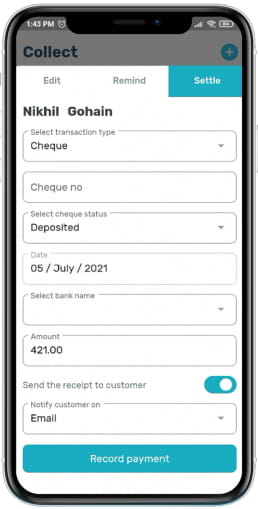 1:43 PM
Collect
Edit Remind Settle
Nikhil Gohain
Select transaction type
Cheque
Cheque no
Select cheque status
Deposited
Date
05 / July / 2021
Select bank name
Amount
421.00
Send the receipt to customer
Notify customer on
Email
Record payment